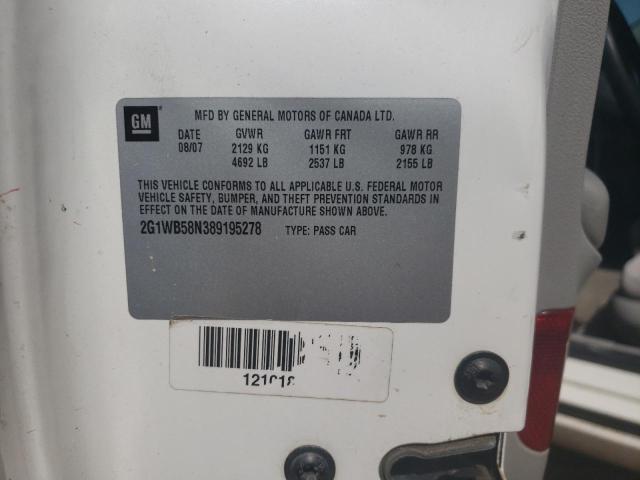 GM
MFD BY GENERAL MOTORS OF CANADA LTD.
DATE GVWR GAWR FRT GAWR RR
08/07 2129 KG 1151 KG 978 KG
4692 LB 2537 LB 2155 LB
THIS VEHICLE CONFORMS TO ALL APPLICABLE U.S. FEDERAL MOTOR
VEHICLE SAFETY, BUMPER, AND THEFT PREVENTION STANDARDS
IN EFFECT ON THE DATE OF MANUFACTURE SHOWN ABOVE.
2G1WB58N389195278 TYPE: PASS CAR